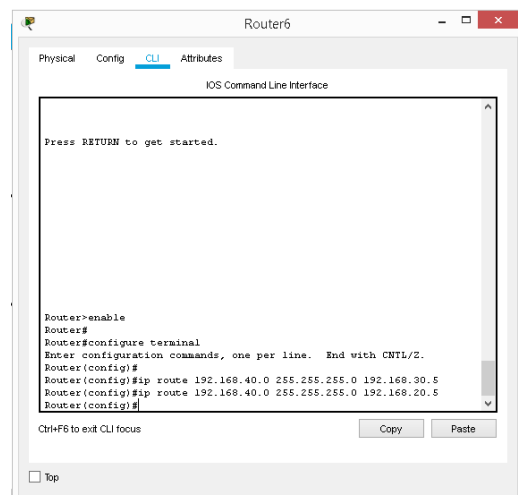 Router6
Physical Config CLI Attributes
IOS Command Line Interface
Press RETURN to get started.
Router>enable
Router#
Router#configure terminal
Enter configuration commands, one per line.  End with CNTL/Z.
Router(config)#
Router(config)#ip route 192.168.40.0 255.255.255.0 192.168.30.5
Router(config)#ip route 192.168.40.0 255.255.255.0 192.168.20.5
Router(config)#
Ctrl+F6 to exit CLI focus Copy Paste
Top